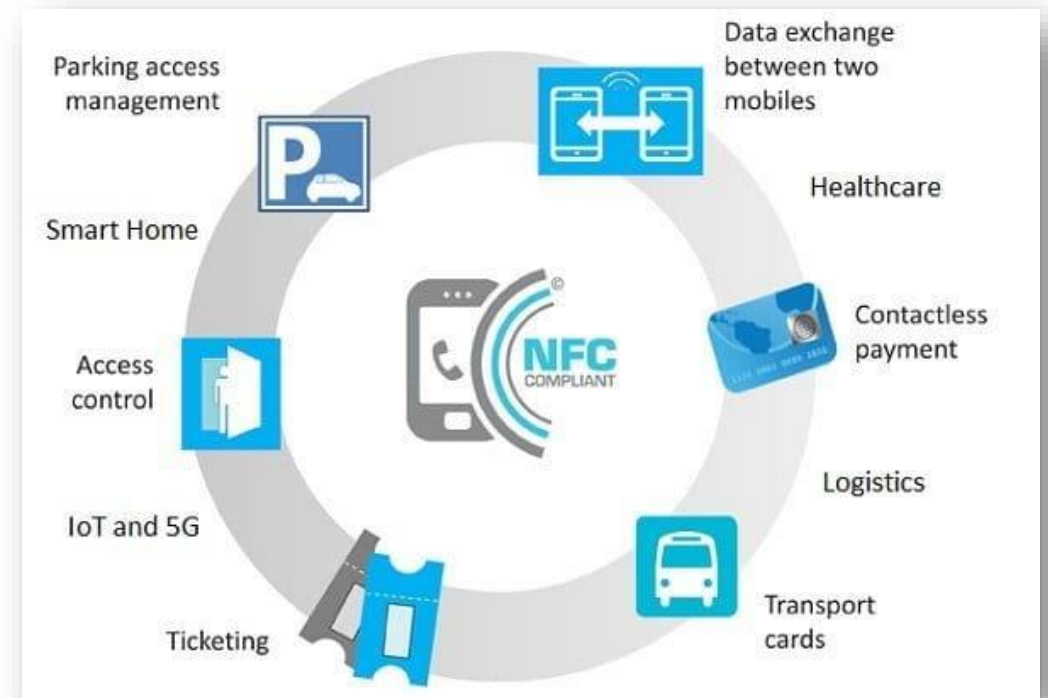 Parking access
management
Data exchange
between two
mobiles
Healthcare
Smart Home
Contactless
payment
Access
control
©
NFC
COMPLIANT
Logistics
IoT and 5G
Transport
cards
Ticketing
P